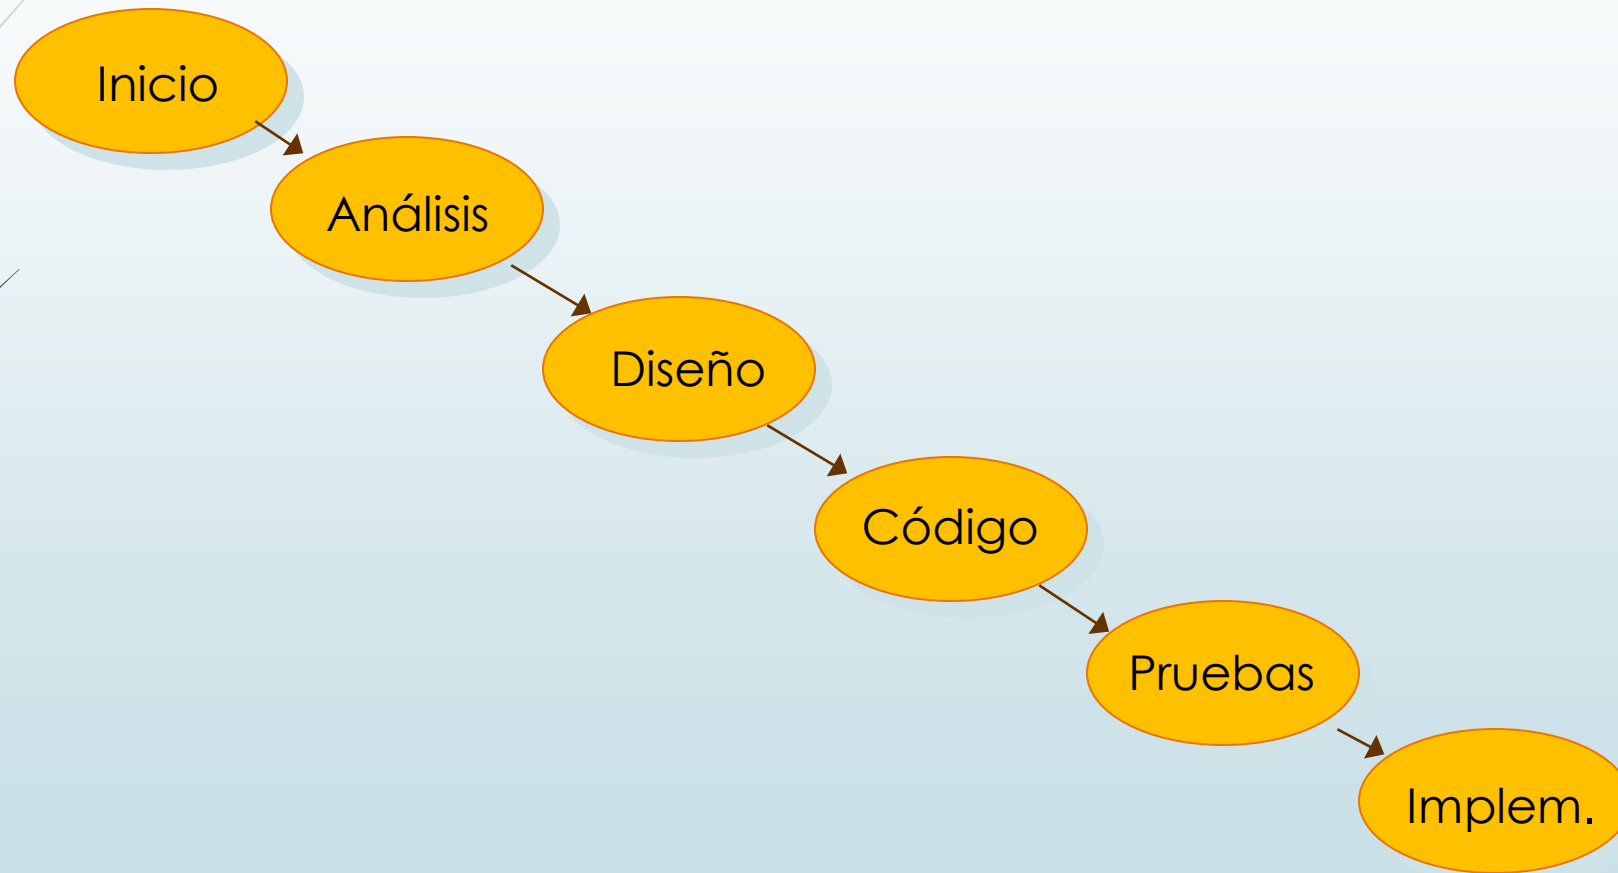 Inicio
Análisis
Diseño
Código
Pruebas
Implem.